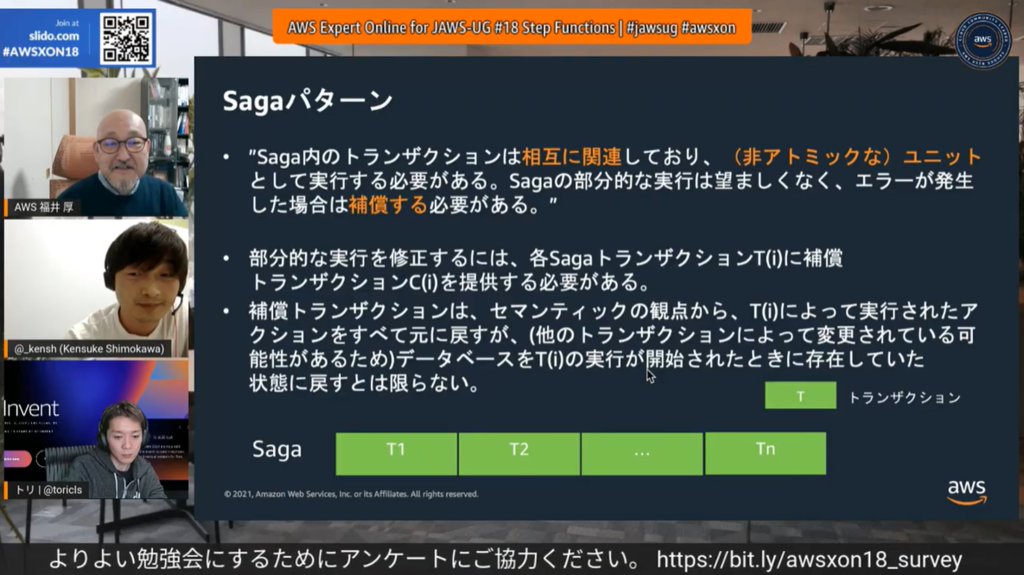 Join at
slido.com
#AWSXON18
AWS Expert Online for JAWS-UG #18 Step Functions | #jawsug #awsxon
aws
Sagaパターン
• ”Saga内のトランザクションは相互に関連しており、（非アトミックな）ユニット
として実行する必要がある。Sagaの部分的な実行は望ましくなく、エラーが発生
した場合は補償する必要がある。”
• 部分的な実行を修正するには、各SagaトランザクションT(i)に補償
トランザクションC(i)を提供する必要がある。
• 補償トランザクションは、セマンティックの観点から、T(i)によって実行されたア
クションをすべて元に戻すが、(他のトランザクションによって変更されている可
能性があるため)データベースをT(i)の実行が開始されたときに存在していた
状態に戻すとは限らない。
T トランザクション
Saga T1 T2 … Tn
© 2021, Amazon Web Services, Inc. or its Affiliates. All rights reserved.
aws
AWS 福井 厚
@_kensh (Kensuke Shimokawa)
Invent
トリ | @toricls
よりよい勉強会にするためにアンケートにご協力ください。 https://bit.ly/awsxon18_survey